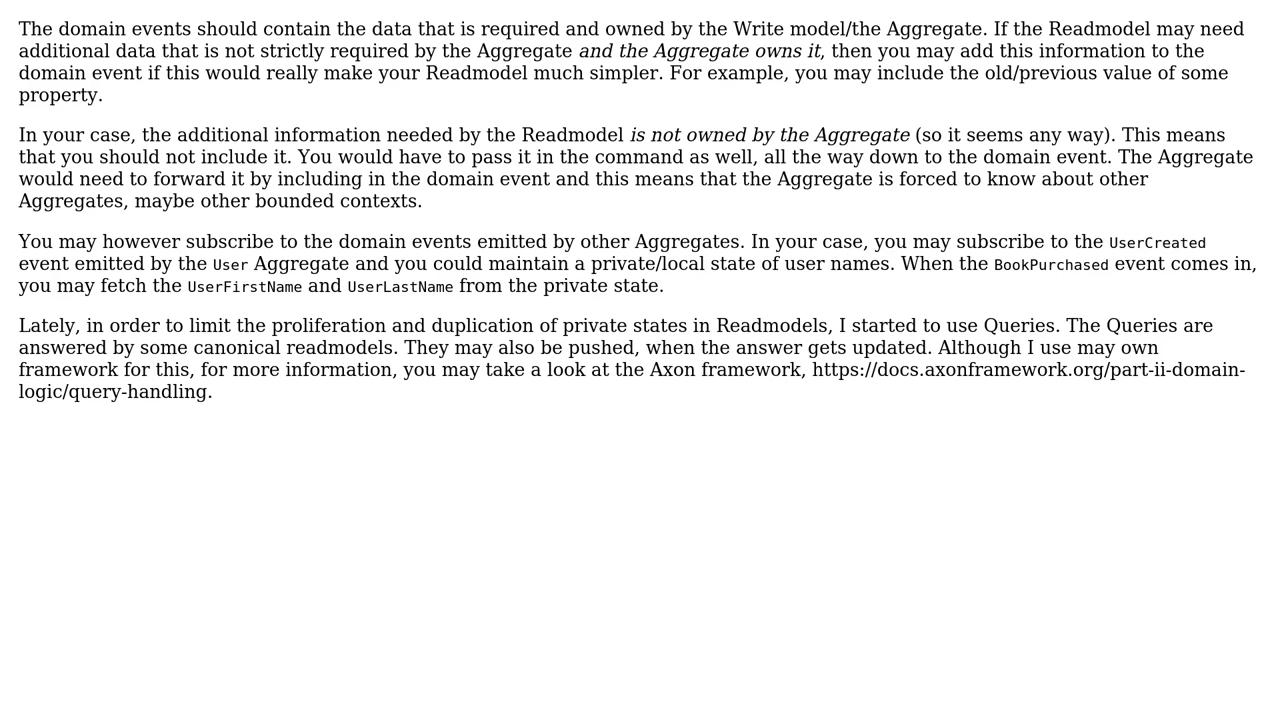 The domain events should contain the data that is required and owned by the Write model/the Aggregate. If the Readmodel may need
additional data that is not strictly required by the Aggregate and the Aggregate owns it, then you may add this information to the
domain event if this would really make your Readmodel much simpler. For example, you may include the old/previous value of some
property.
In your case, the additional information needed by the Readmodel is not owned by the Aggregate (so it seems any way). This means
that you should not include it. You would have to pass it in the command as well, all the way down to the domain event. The Aggregate
would need to forward it by including in the domain event and this means that the Aggregate is forced to know about other
Aggregates, maybe other bounded contexts.
You may however subscribe to the domain events emitted by other Aggregates. In your case, you may subscribe to the UserCreated
event emitted by the User Aggregate and you could maintain a private/local state of user names. When the BookPurchased event comes in,
you may fetch the UserFirstName and UserLastName from the private state.
Lately, in order to limit the proliferation and duplication of private states in Readmodels, I started to use Queries. The Queries are
answered by some canonical readmodels. They may also be pushed, when the answer gets updated. Although I use may own
framework for this, for more information, you may take a look at the Axon framework, https://docs.axonframework.org/part-ii-domain-
logic/query-handling.